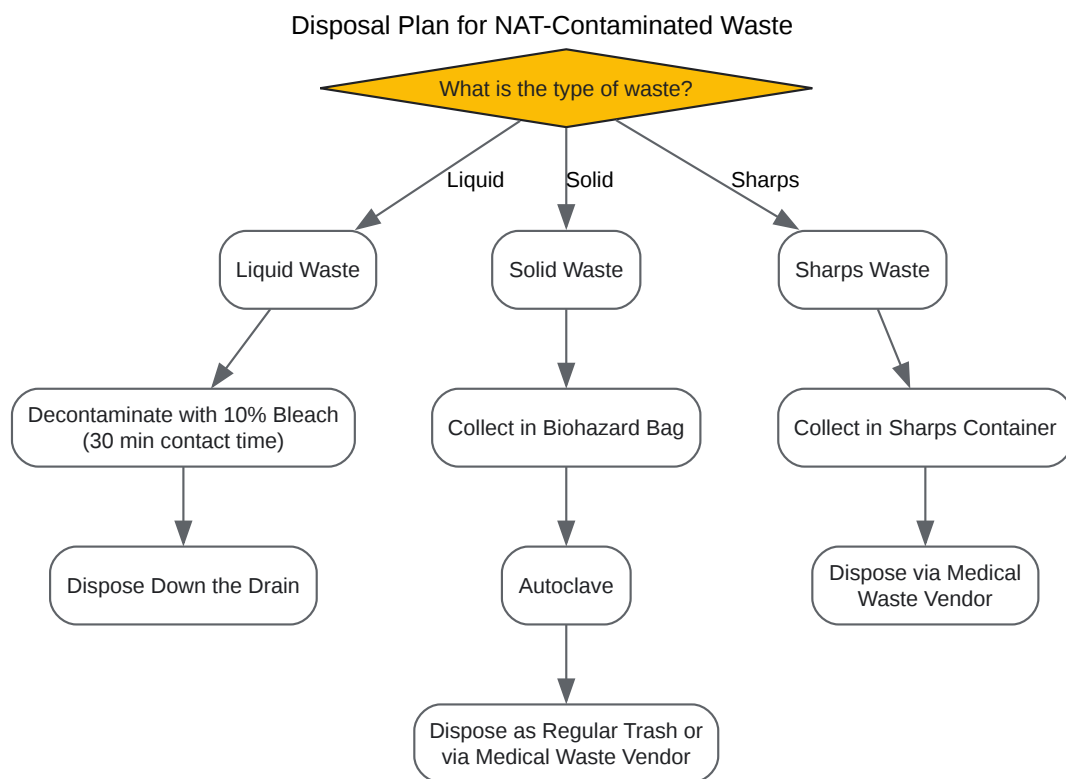 Disposal Plan for NAT-Contaminated Waste
What is the type of waste?
Liquid
Solid
Sharps
Liquid Waste
Solid Waste
Sharps Waste
Decontaminate with 10% Bleach
(30 min contact time)
Collect in Biohazard Bag
Collect in Sharps Container
Dispose Down the Drain
Autoclave
Dispose via Medical
Waste Vendor
Dispose as Regular Trash or
via Medical Waste Vendor